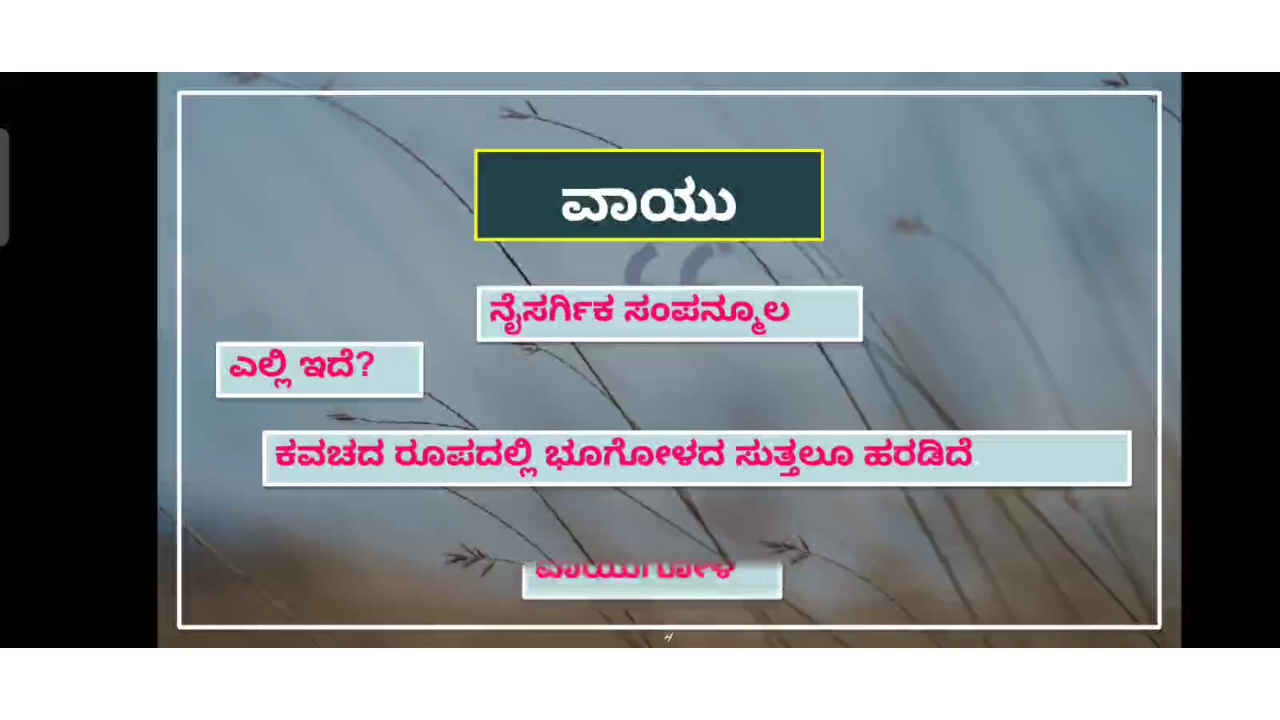 ವಾಯು
ನೈಸರ್ಗಿಕ ಸಂಪನ್ಮೂಲ
ಎಲ್ಲಿ ಇದೆ?
ಕವಚದ ರೂಪದಲ್ಲಿ ಭೂಗೋಳದ ಸುತ್ತಲೂ ಹರಡಿದೆ
ವಾಯುಗೋಳ